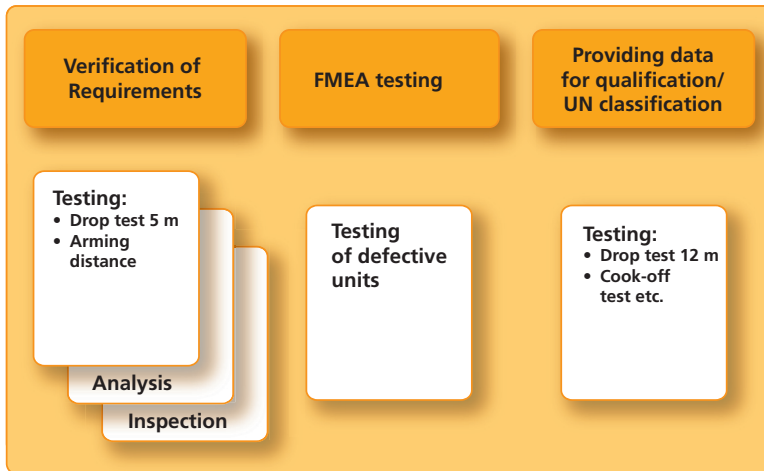 Verification of
Requirements
FMEA testing
Providing data
for qualification/
UN classification
Testing:
• Drop test 5 m
• Arming
distance
Analysis
Inspection
Testing
of defective
units
Testing:
• Drop test 12 m
• Cook-off
test etc.